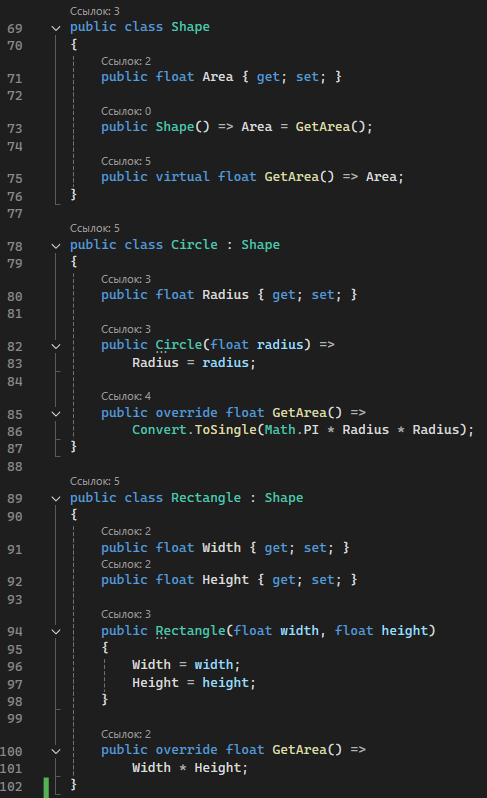 Ссылок: 3
69 public class Shape
70 {
Ссылок: 2
71 public float Area { get; set; }
72
Ссылок: 0
73 public Shape() => Area = GetArea();
74
Ссылок: 5
75 public virtual float GetArea() => Area;
76 }
77
Ссылок: 5
78 public class Circle : Shape
79 {
Ссылок: 3
80 public float Radius { get; set; }
81
Ссылок: 3
82 public Circle(float radius) =>
83 Radius = radius;
84
Ссылок: 4
85 public override float GetArea() =>
86 Convert.ToSingle(Math.PI * Radius * Radius);
87 }
88
Ссылок: 5
89 public class Rectangle : Shape
90 {
Ссылок: 2
91 public float Width { get; set; }
Ссылок: 2
92 public float Height { get; set; }
93
Ссылок: 3
94 public Rectangle(float width, float height)
95 {
96 Width = width;
97 Height = height;
98 }
99
Ссылок: 2
100 public override float GetArea() =>
101 Width * Height;
102 }